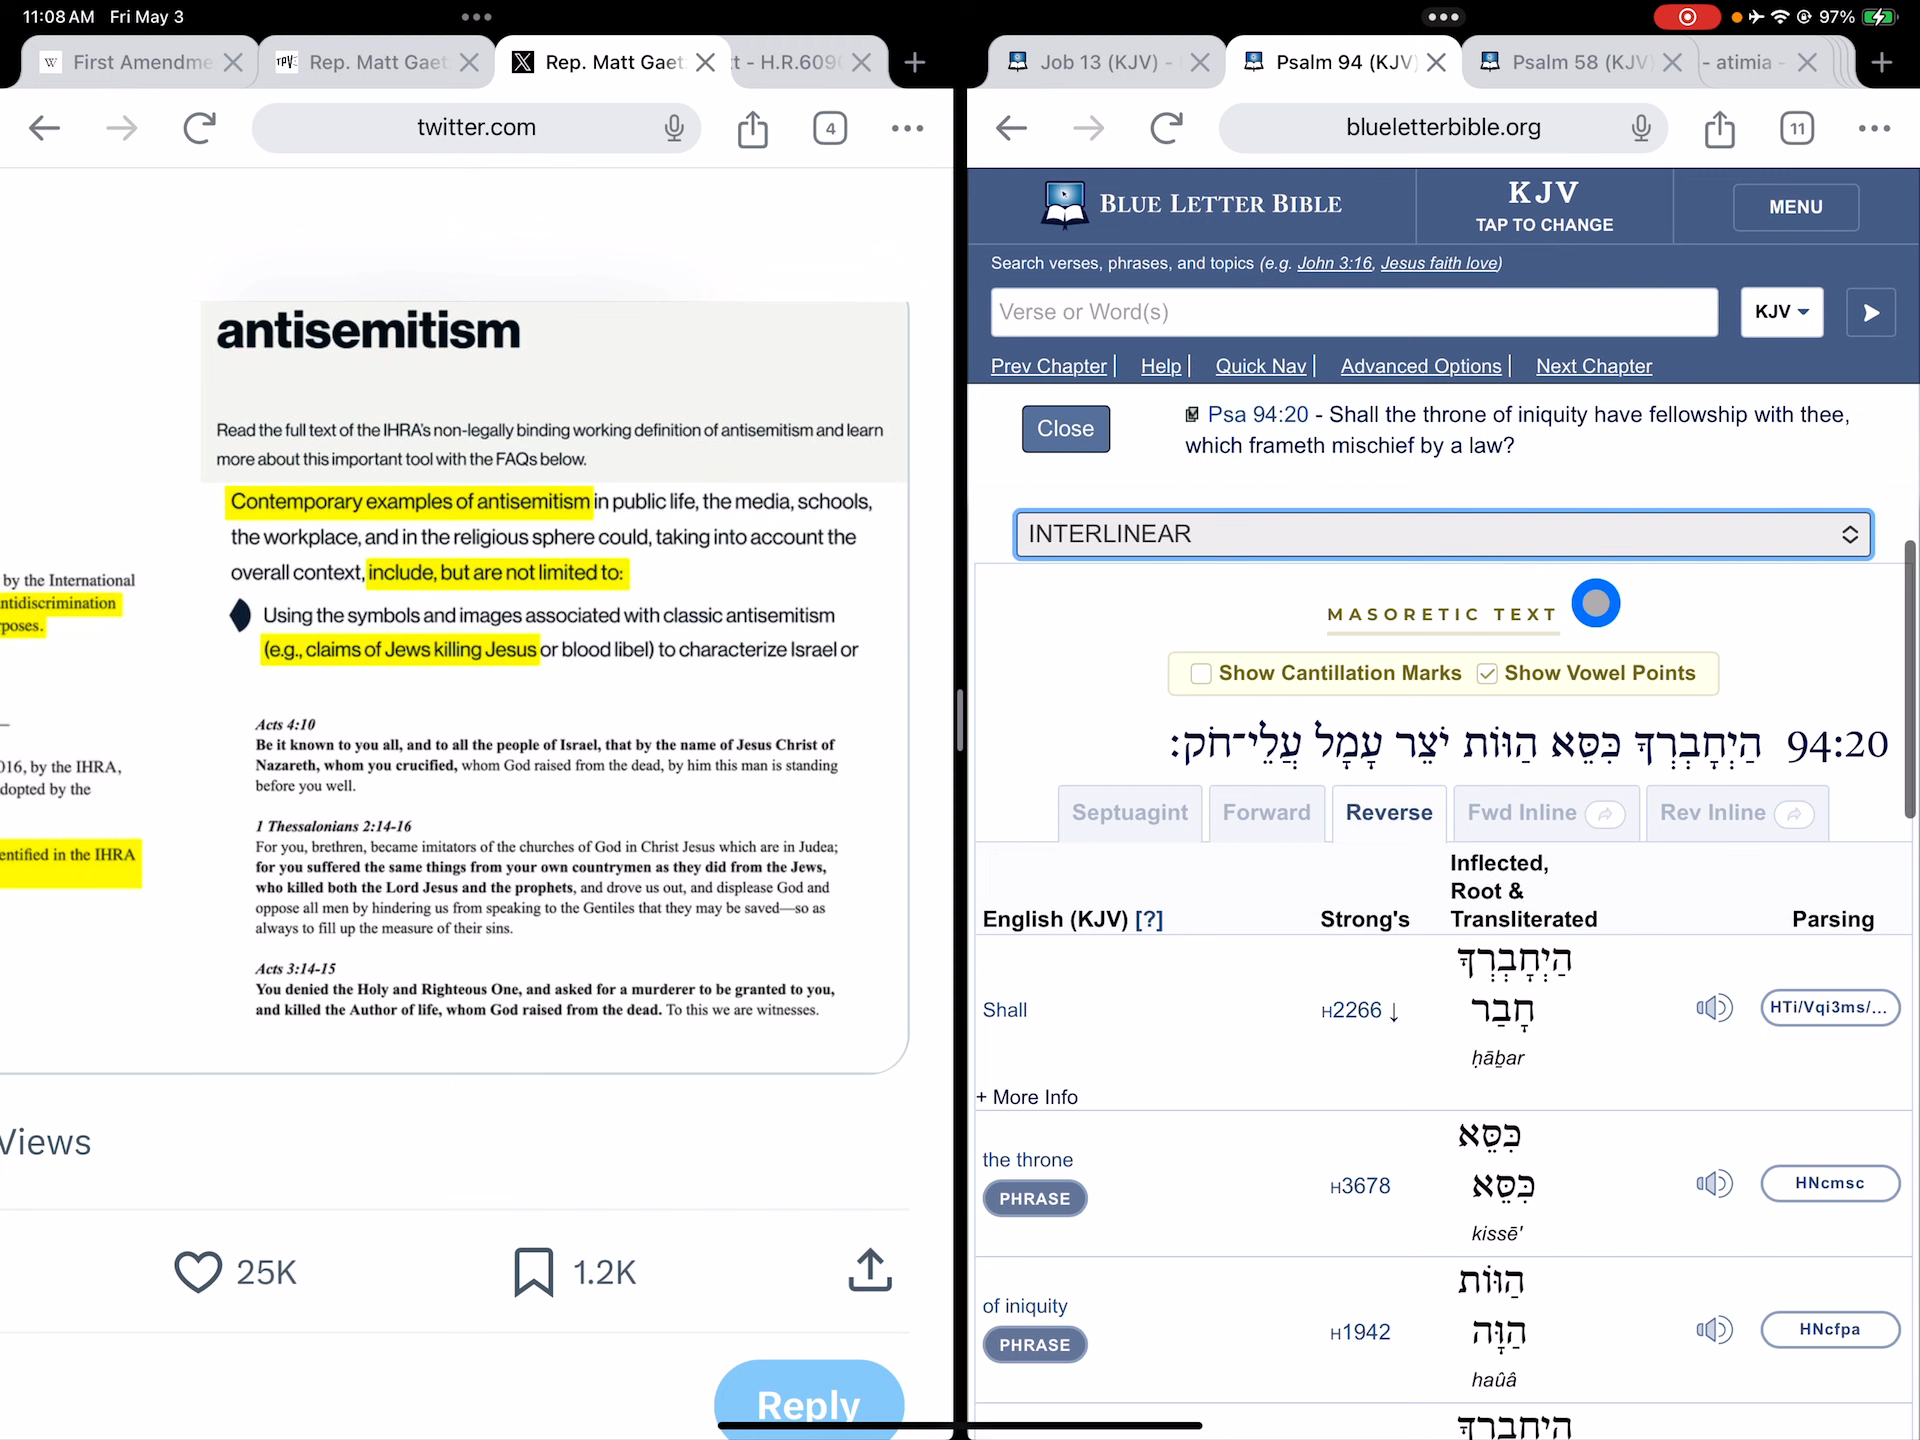 11:08 AM Fri May 3
97%
First Amendme
Rep. Matt Gaet
Rep. Matt Gaet
t - H.R.609
twitter.com
4
antisemitism
Read the full text of the IHRA's non-legally binding working definition of antisemitism and learn
more about this important tool with the FAQs below.
Contemporary examples of antisemitism in public life, the media, schools,
the workplace, and in the religious sphere could, taking into account the
overall context, include, but are not limited to:
Using the symbols and images associated with classic antisemitism
(e.g., claims of Jews killing Jesus or blood libel) to characterize Israel or
by the International
ntidiscrimination
poses.
016, by the IHRA,
dopted by the
entified in the IHRA
Acts 4:10
Be it known to you all, and to all the people of Israel, that by the name of Jesus Christ of
Nazareth, whom you crucified, whom God raised from the dead, by him this man is standing
before you well.
1 Thessalonians 2:14-16
For you, brethren, became imitators of the churches of God in Christ Jesus which are in Judea;
for you suffered the same things from your own countrymen as they did from the Jews,
who killed both the Lord Jesus and the prophets, and drove us out, and displease God and
oppose all men by hindering us from speaking to the Gentiles that they may be saved—so as
always to fill up the measure of their sins.
Acts 3:14-15
You denied the Holy and Righteous One, and asked for a murderer to be granted to you,
and killed the Author of life, whom God raised from the dead. To this we are witnesses.
Views
25K
1.2K
Reply
Job 13 (KJV) -
Psalm 94 (KJV)
Psalm 58 (KJV)
- atimia -
blueletterbible.org
11
BLUE LETTER BIBLE
KJV
TAP TO CHANGE
MENU
Search verses, phrases, and topics (e.g. John 3:16, Jesus faith love)
Verse or Word(s)
KJV
Prev Chapter | Help | Quick Nav | Advanced Options | Next Chapter
Close
Psa 94:20 - Shall the throne of iniquity have fellowship with thee,
which frameth mischief by a law?
INTERLINEAR
MASORETIC TEXT
Show Cantillation Marks Show Vowel Points
94:20 הַיְחָבְרְךָ כִּסֵּא הַוּוֹת יֹצֵר עָמָל עֲלֵי־חֹק׃
Septuagint Forward Reverse Fwd Inline Rev Inline
English (KJV) [?]
Strong's
Inflected,
Root &
Transliterated
Parsing
Shall
H2266 ↓
הַיְחָבְרְךָ
חָבַר
ḥāḇar
HTi/Vqi3ms/...
+ More Info
the throne
PHRASE
H3678
כִּסֵּא
כִּסֵּא
kissē'
HNcmsc
of iniquity
PHRASE
H1942
הַוּוֹת
הַוָּה
haûâ
HNcfpa